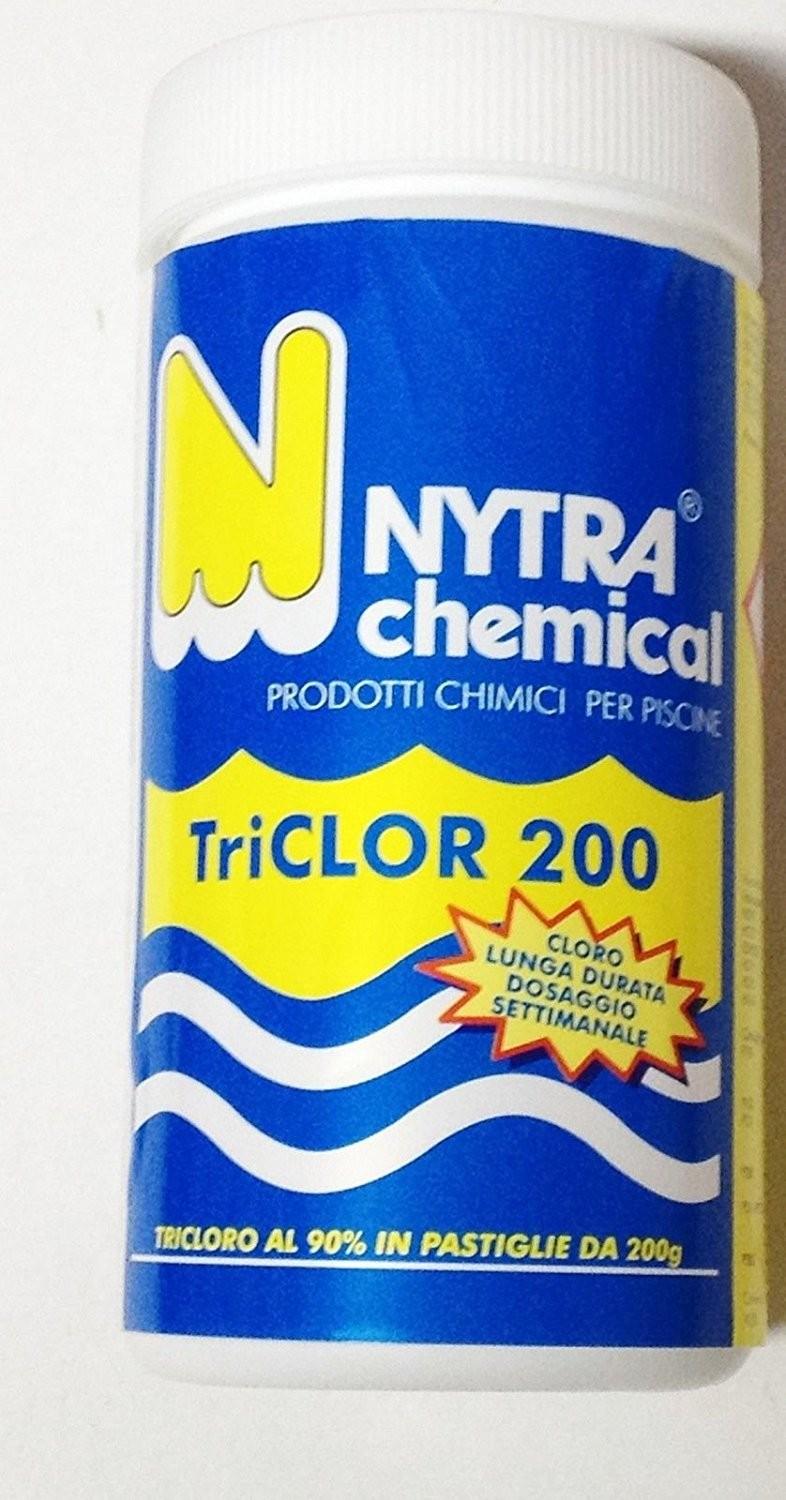 NYTRA®
chemical
PRODOTTI CHIMICI PER PISCINE
TriCLOR 200
CLORO
LUNGA DURATA
DOSAGGIO
SETTIMANALE
TRICLORO AL 90% IN PASTIGLIE DA 200g